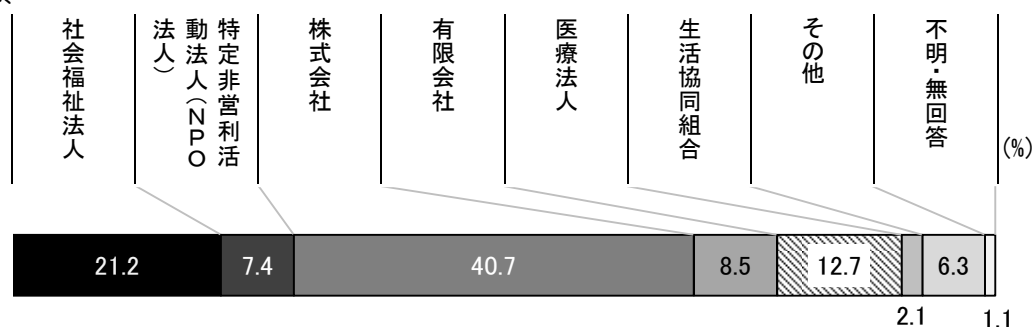 社会福祉法人
特定非営利活
動法人(NPO
法人)
株式会社
有限会社
医療法人
生活協同組合
その他
不明・無回答
(%)
21.2
7.4
40.7
8.5
12.7
2.1
6.3
1.1